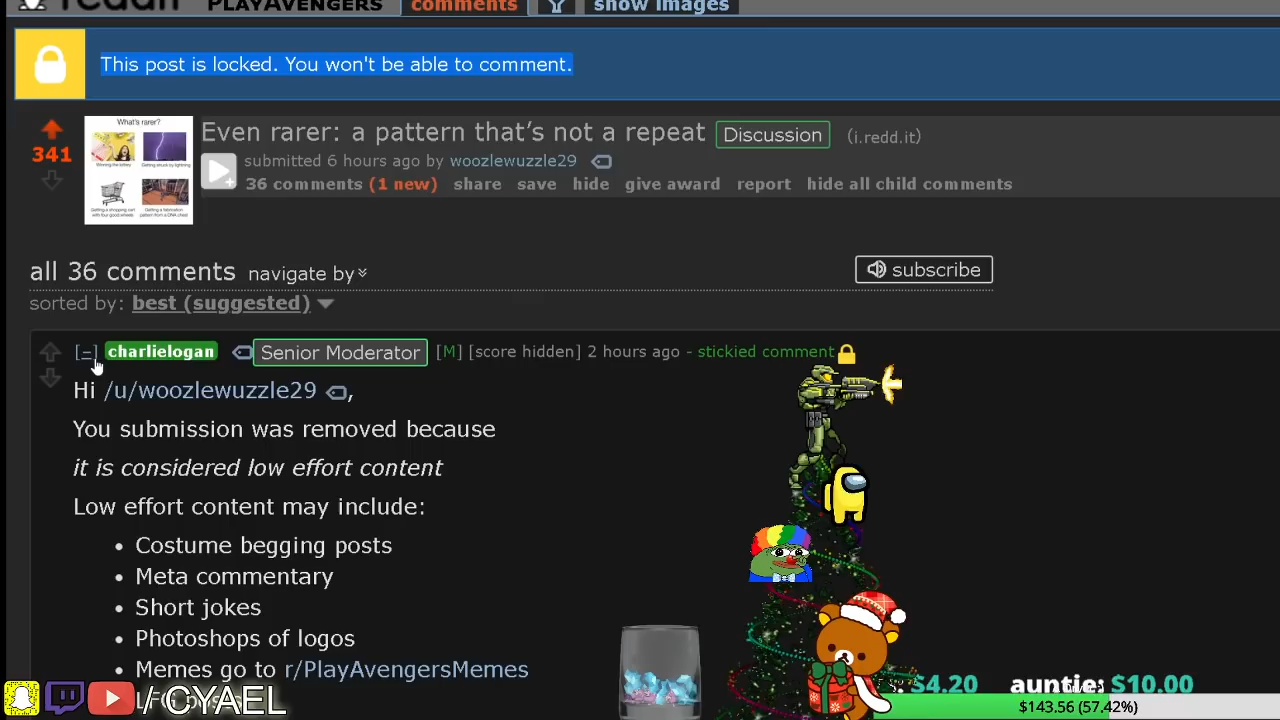 reddit PLAYAVENGERS comments show images
This post is locked. You won't be able to comment.
What's rarer?
341
Even rarer: a pattern that's not a repeat Discussion (i.redd.it)
submitted 6 hours ago by woozlewuzzle29
36 comments (1 new) share save hide give award report hide all child comments
all 36 comments navigate by
subscribe
sorted by: best (suggested)
[–] charlielogan Senior Moderator [M] [score hidden] 2 hours ago - stickied comment
Hi /u/woozlewuzzle29 ,
You submission was removed because
it is considered low effort content
Low effort content may include:
• Costume begging posts
• Meta commentary
• Short jokes
• Photoshops of logos
• Memes go to r/PlayAvengersMemes
/CYAEL
: $4.20 auntie: $10.00
$143.56 (57.42%)